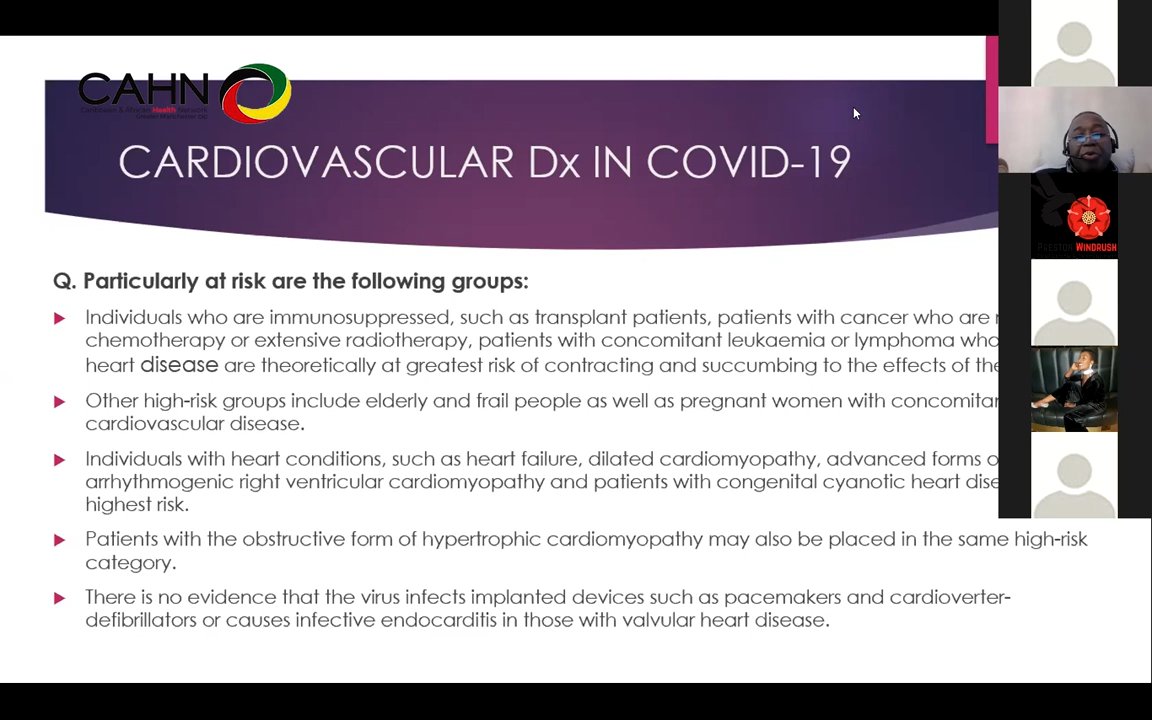 CAHN
Caribbean & African Health Network
Greater Manchester
CARDIOVASCULAR Dx IN COVID-19
PRESTON WINDRUSH
Q. Particularly at risk are the following groups:
Individuals who are immunosuppressed, such as transplant patients, patients with cancer who are
chemotherapy or extensive radiotherapy, patients with concomitant leukaemia or lymphoma who
heart disease are theoretically at greatest risk of contracting and succumbing to the effects of the
Other high-risk groups include elderly and frail people as well as pregnant women with
cardiovascular disease.
Individuals with heart conditions, such as heart failure, dilated cardiomyopathy, advanced forms
arrhythmogenic right ventricular cardiomyopathy and patients with congenital cyanotic heart
highest risk.
Patients with the obstructive form of hypertrophic cardiomyopathy may also be placed in the same high-risk
category.
There is no evidence that the virus infects implanted devices such as pacemakers and cardioverter-
defibrillators or causes infective endocarditis in those with valvular heart disease.